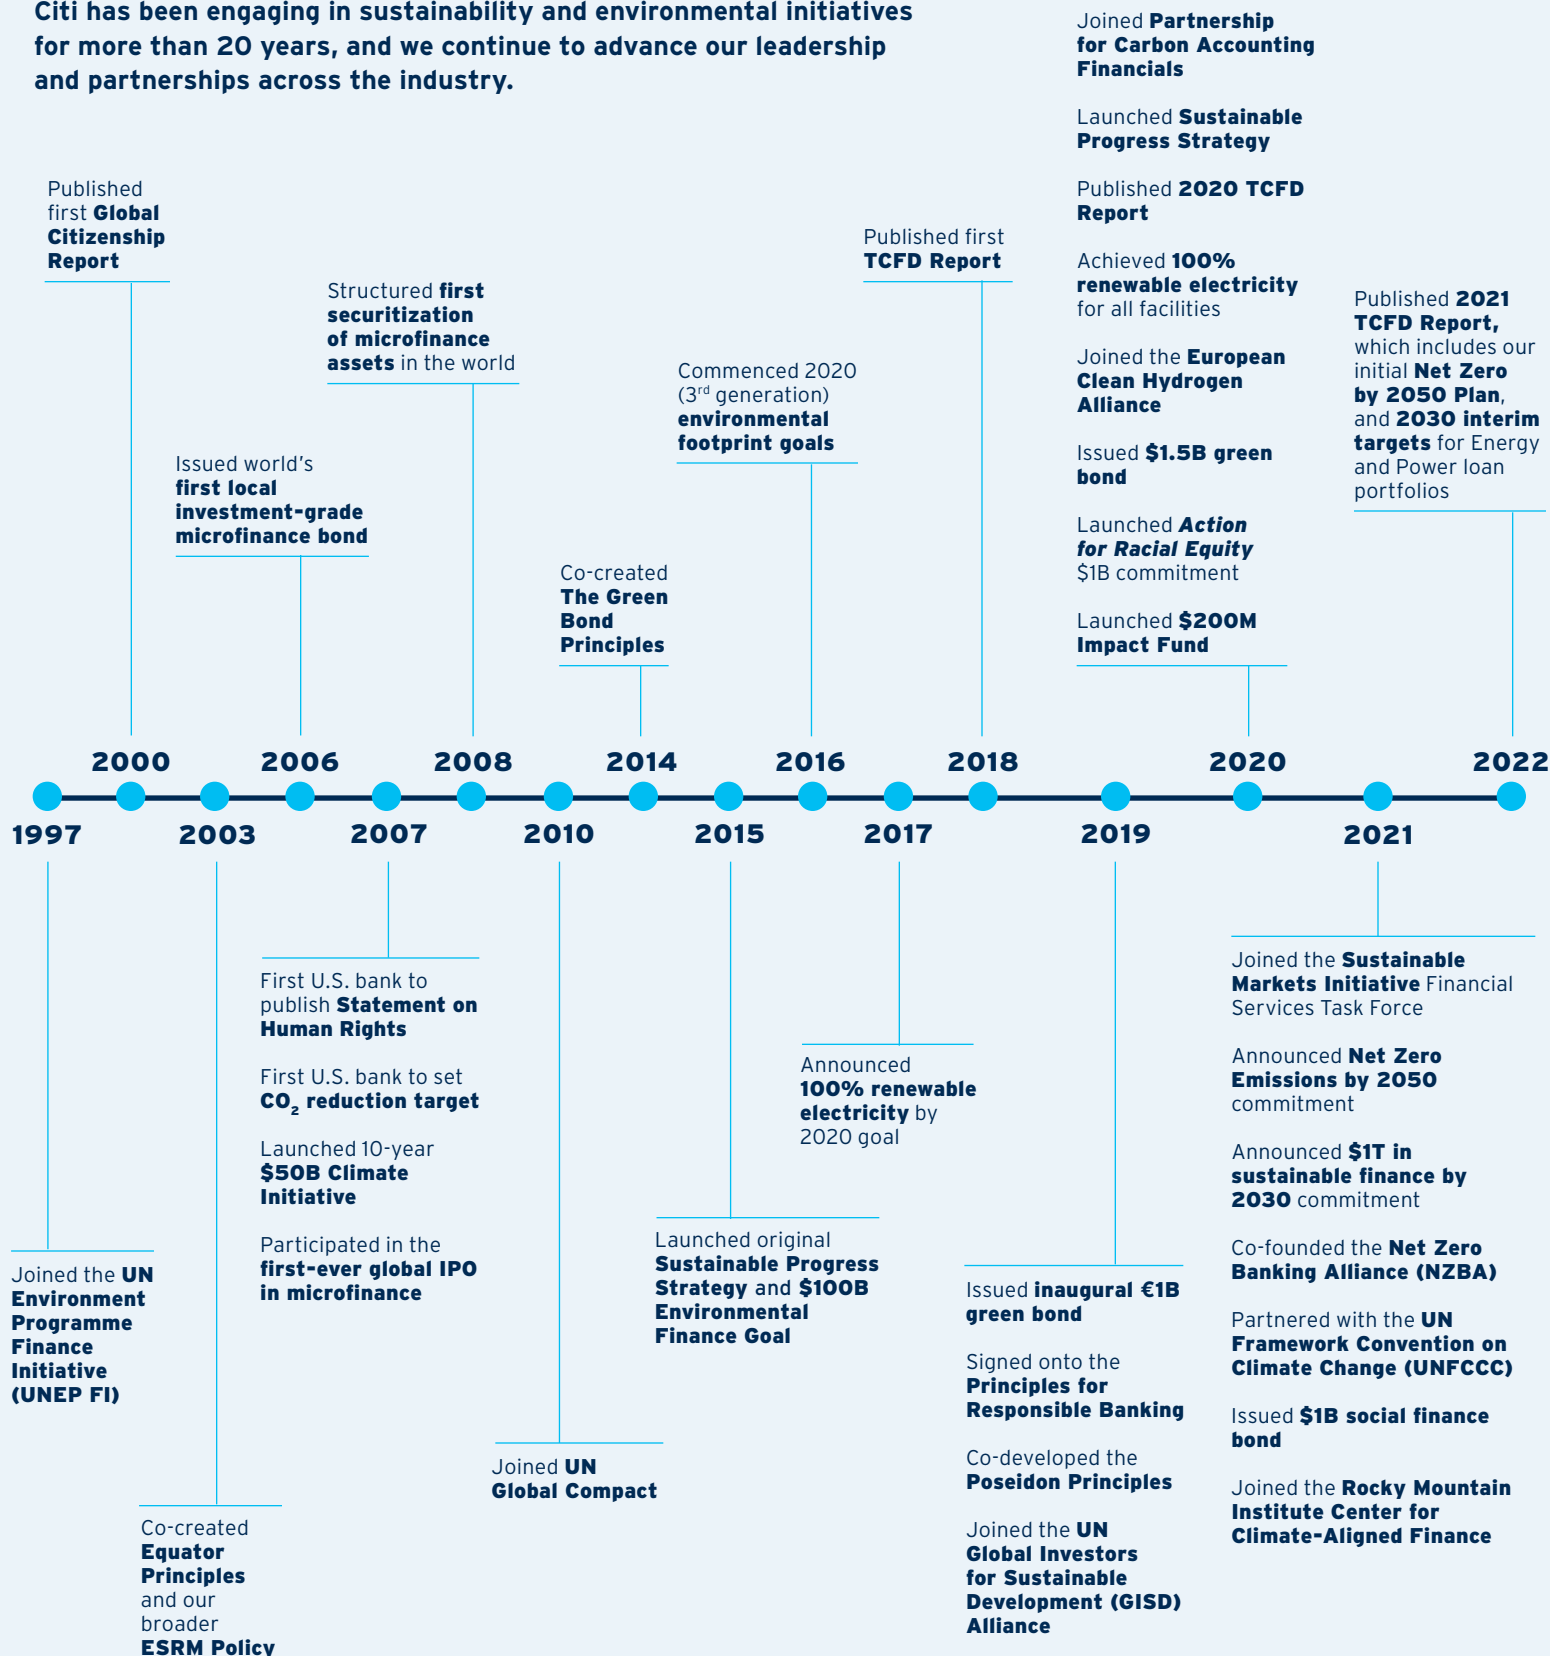 Citi has been engaging in sustainability and environmental initiatives
for more than 20 years, and we continue to advance our leadership
and partnerships across the industry.
Published
first Global
Citizenship
Report
Issued world's
first local
investment-grade
microfinance bond
Structured first
securitization
of microfinance
assets in the world
Co-created
The Green
Bond
Principles
Commenced 2020
(3rd generation)
environmental
footprint goals
Published first
TCFD Report
Joined Partnership
for Carbon Accounting
Financials
Launched Sustainable
Progress Strategy
Published 2020 TCFD
Report
Achieved 100%
renewable electricity
for all facilities
Joined the European
Clean Hydrogen
Alliance
Issued $1.5B green
bond
Launched Action
for Racial Equity
$1B commitment
Launched $200M
Impact Fund
Published 2021
TCFD Report,
which includes our
initial Net Zero
by 2050 Plan,
and 2030 interim
targets for Energy
and Power loan
portfolios
2000 2006 2008 2014 2016 2018 2020 2022
1997 2003 2007 2010 2015 2017 2019 2021
Joined the UN
Environment
Programme
Finance
Initiative
(UNEP FI)
Co-created
Equator
Principles
and our
broader
ESRM Policy
First U.S. bank to
publish Statement on
Human Rights
First U.S. bank to set
CO2 reduction target
Launched 10-year
$50B Climate
Initiative
Participated in the
first-ever global IPO
in microfinance
Joined UN
Global Compact
Launched original
Sustainable Progress
Strategy and $100B
Environmental
Finance Goal
Announced
100% renewable
electricity by
2020 goal
Issued inaugural €1B
green bond
Signed onto the
Principles for
Responsible Banking
Co-developed the
Poseidon Principles
Joined the UN
Global Investors
for Sustainable
Development (GISD)
Alliance
Joined the Sustainable
Markets Initiative Financial
Services Task Force
Announced Net Zero
Emissions by 2050
commitment
Announced $1T in
sustainable finance by
2030 commitment
Co-founded the Net Zero
Banking Alliance (NZBA)
Partnered with the UN
Framework Convention on
Climate Change (UNFCCC)
Issued $1B social finance
bond
Joined the Rocky Mountain
Institute Center for
Climate-Aligned Finance